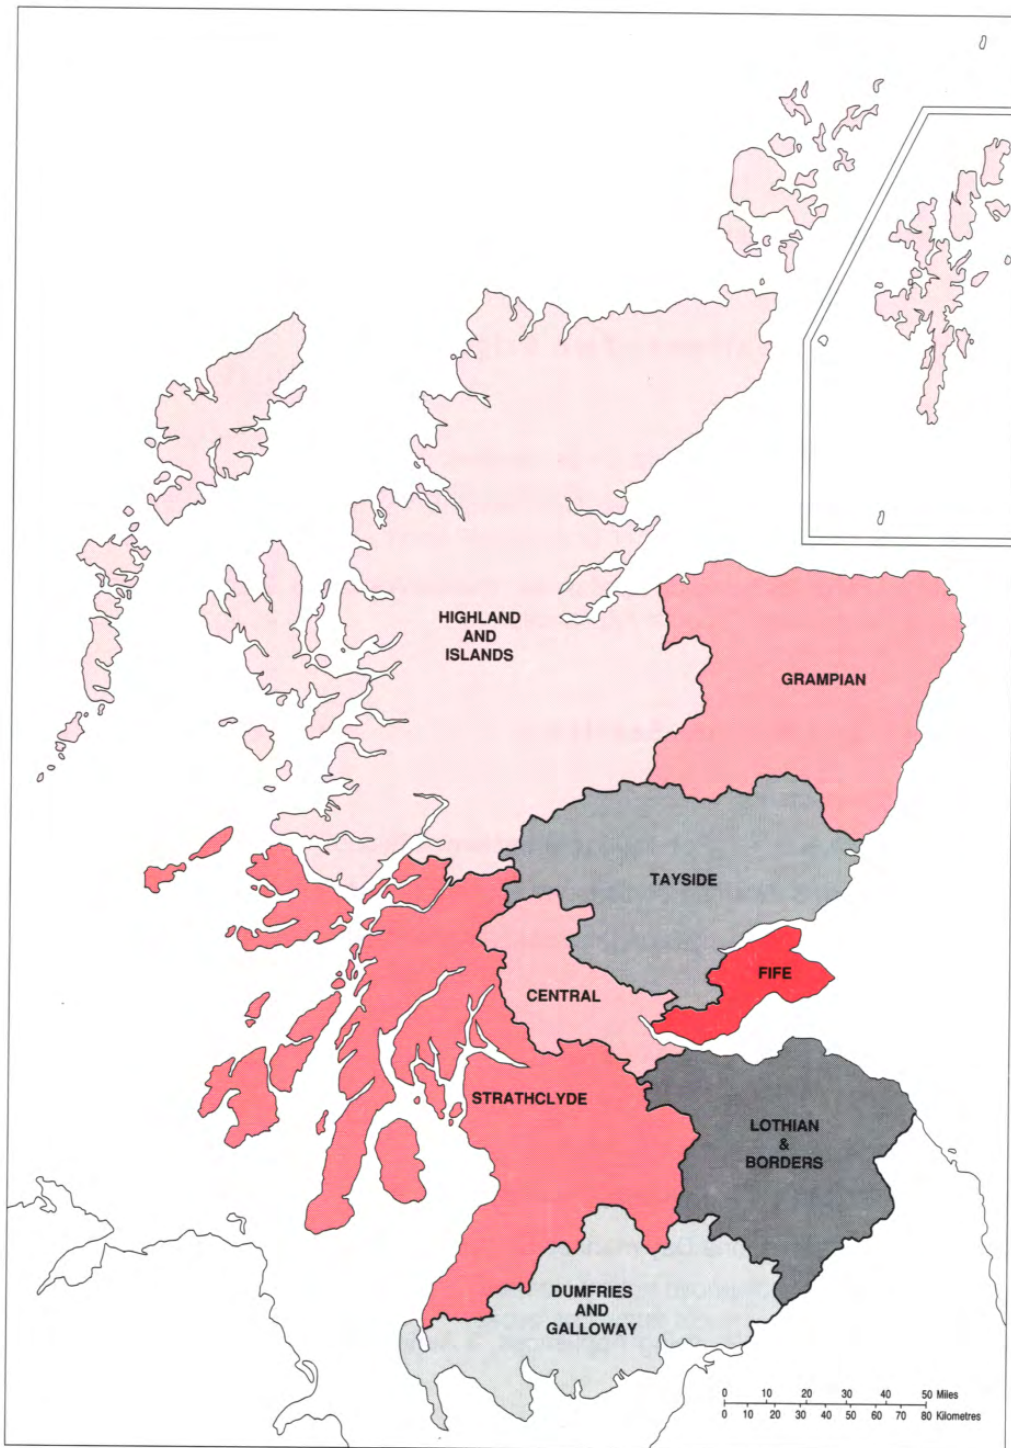 HIGHLAND
AND
ISLANDS
GRAMPIAN
TAYSIDE
FIFE
CENTRAL
STRATHCLYDE
LOTHIAN
&
BORDERS
DUMFRIES
AND
GALLOWAY
0 10 20 30 40 50 Miles
0 10 20 30 40 50 60 70 80 Kilometres